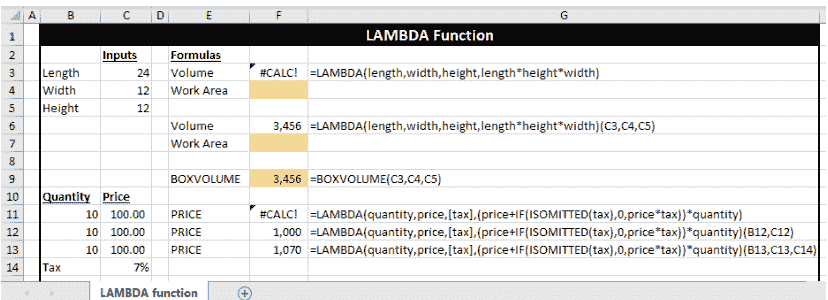 A B C D E F G
1 LAMBDA Function
2 Inputs Formulas
3 Length 24 Volume #CALC! =LAMBDA(length,width,height,length*height*width)
4 Width 12 Work Area
5 Height 12
6 Volume 3,456 =LAMBDA(length,width,height,length*height*width)(C3,C4,C5)
7 Work Area
8
9 BOXVOLUME 3,456 =BOXVOLUME(C3,C4,C5)
10 Quantity Price
11 10 100.00 PRICE #CALC! =LAMBDA(quantity,price,[tax],(price+IF(ISOMITTED(tax),0,price*tax))*quantity)
12 10 100.00 PRICE 1,000 =LAMBDA(quantity,price,[tax],(price+IF(ISOMITTED(tax),0,price*tax))*quantity)(B12,C12)
13 10 100.00 PRICE 1,070 =LAMBDA(quantity,price,[tax],(price+IF(ISOMITTED(tax),0,price*tax))*quantity)(B13,C13,C14)
14 Tax 7%
LAMBDA function